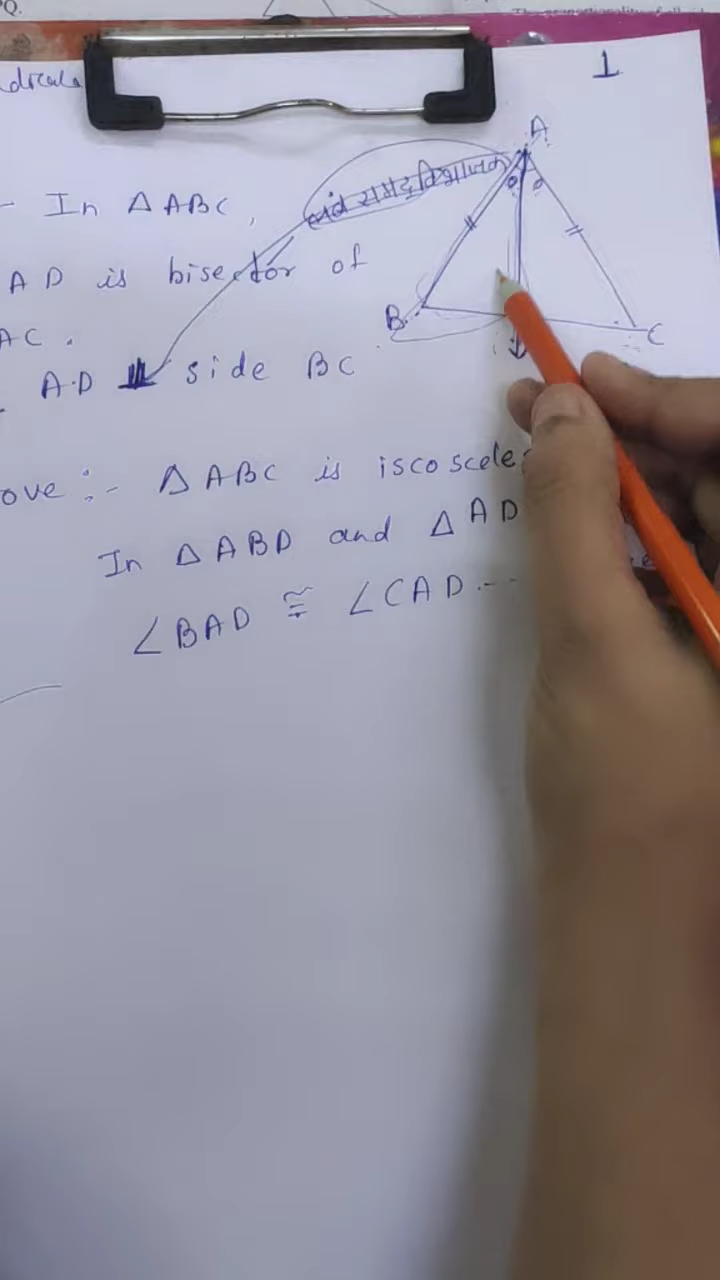 Q.
1
A
- In △ABC,
AD is bisector of
AC.
B
C
AD ⊥ side BC
ove :- △ABC is iscoscele
In △ABD and △AD
∠BAD ≅ ∠CAD ---